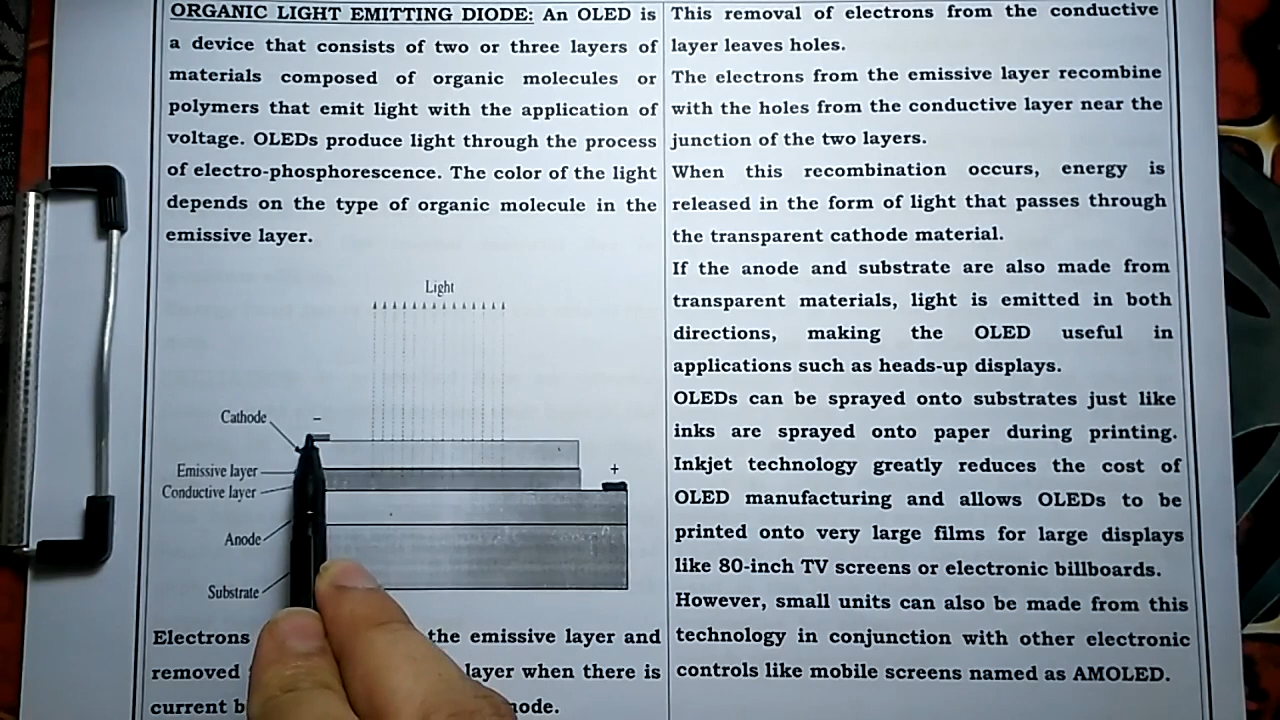 ORGANIC LIGHT EMITTING DIODE: An OLED is
a device that consists of two or three layers of
materials composed of organic molecules or
polymers that emit light with the application of
voltage. OLEDs produce light through the process
of electro-phosphorescence. The color of the light
depends on the type of organic molecule in the
emissive layer.
Light
Cathode
–
Emissive layer
+
Conductive layer
Anode
Substrate
Electrons the emissive layer and
removed layer when there is
current
This removal of electrons from the conductive
layer leaves holes.
The electrons from the emissive layer recombine
with the holes from the conductive layer near the
junction of the two layers.
When this recombination occurs, energy is
released in the form of light that passes through
the transparent cathode material.
If the anode and substrate are also made from
transparent materials, light is emitted in both
directions, making the OLED useful in
applications such as heads-up displays.
OLEDs can be sprayed onto substrates just like
inks are sprayed onto paper during printing.
Inkjet technology greatly reduces the cost of
OLED manufacturing and allows OLEDs to be
printed onto very large films for large displays
like 80-inch TV screens or electronic billboards.
However, small units can also be made from this
technology in conjunction with other electronic
controls like mobile screens named as AMOLED.